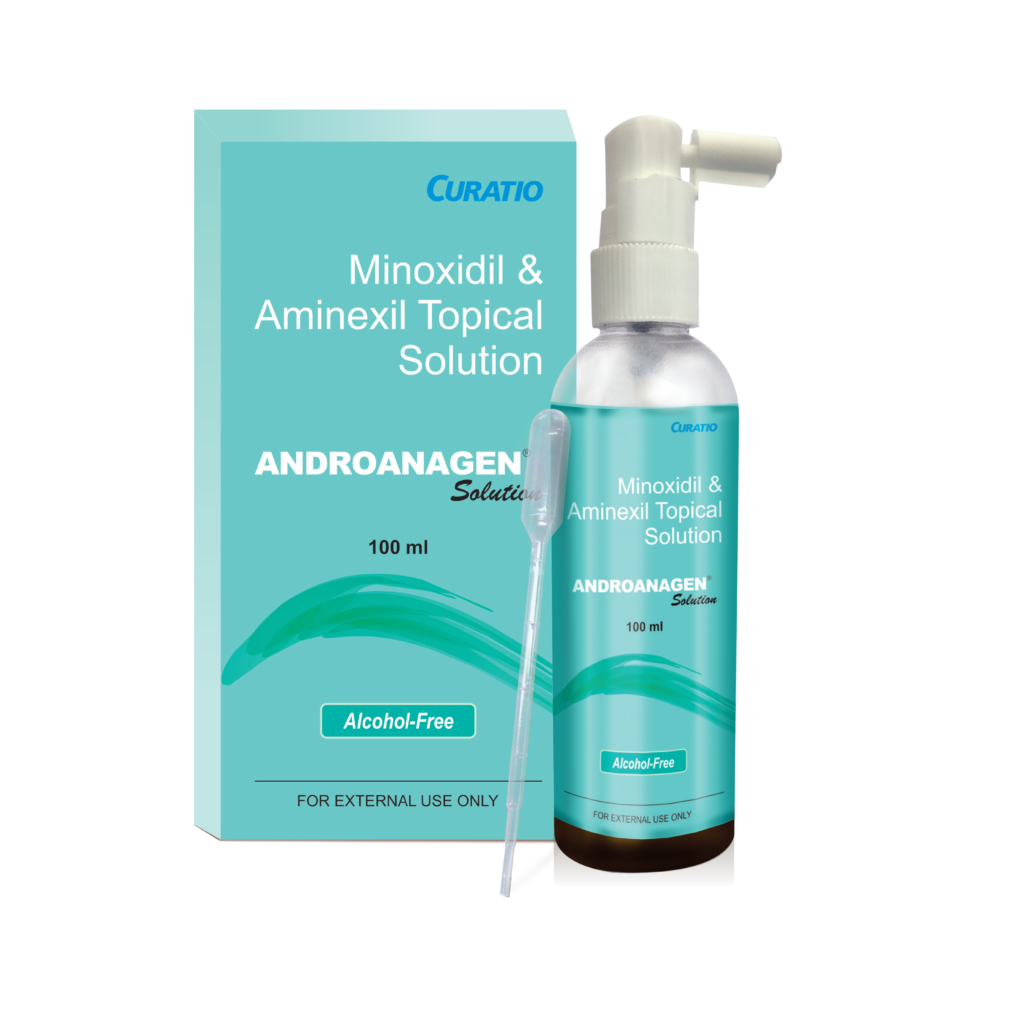 CURATIO
Minoxidil &
Aminexil Topical
Solution
ANDROANAGEN®
Solution
100 ml
Alcohol-Free
FOR EXTERNAL USE ONLY
CURATIO
Minoxidil &
Aminexil Topical
Solution
ANDROANAGEN®
Solution
100 ml
Alcohol-Free
FOR EXTERNAL USE ONLY